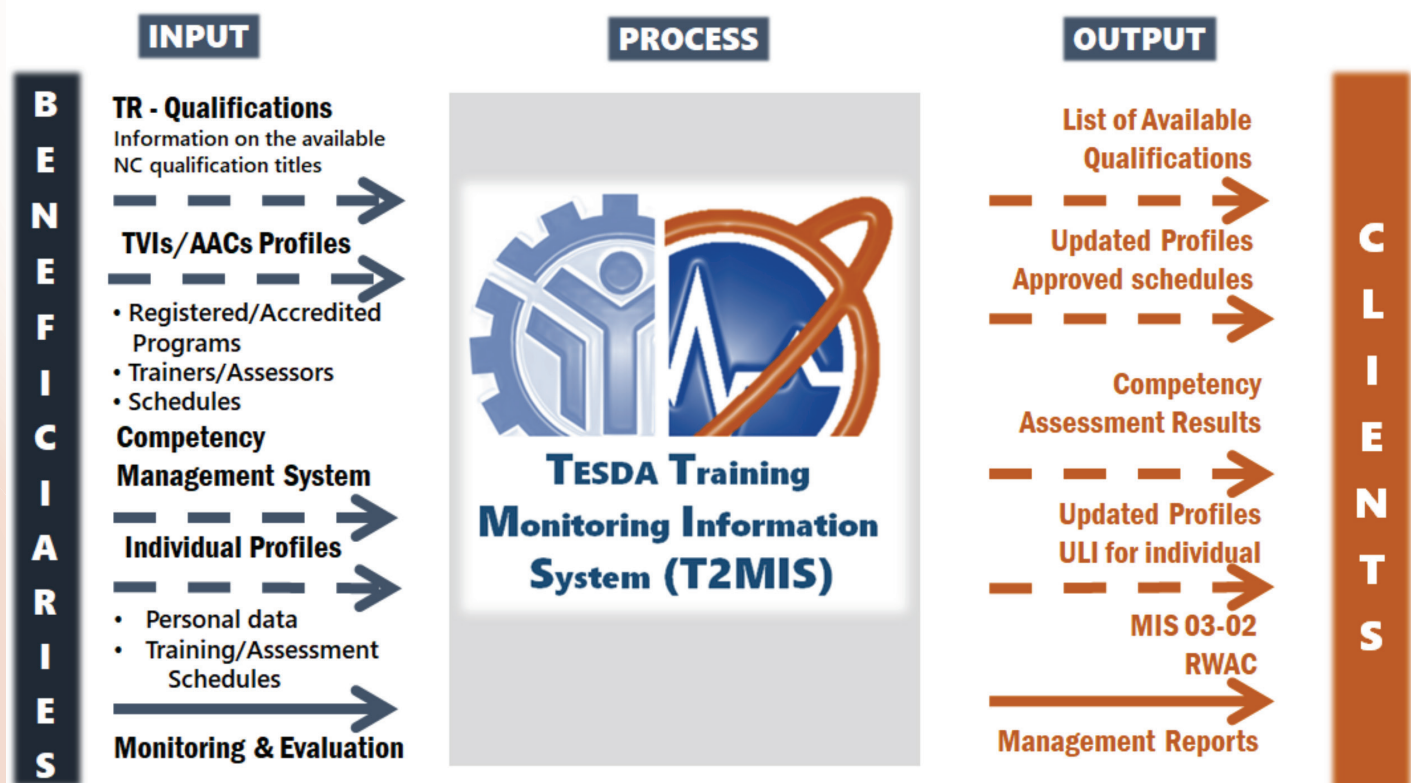 INPUT
PROCESS
OUTPUT
BENEFICIARIES
TR - Qualifications
Information on the available
NC qualification titles
TVIs/AACs Profiles
• Registered/Accredited
Programs
• Trainers/Assessors
• Schedules
Competency
Management System
Individual Profiles
• Personal data
• Training/Assessment
Schedules
Monitoring & Evaluation
TESDA Training
Monitoring Information
System (T2MIS)
List of Available
Qualifications
Updated Profiles
Approved schedules
Competency
Assessment Results
Updated Profiles
ULI for individual
MIS 03-02
RWAC
Management Reports
CLIENTS